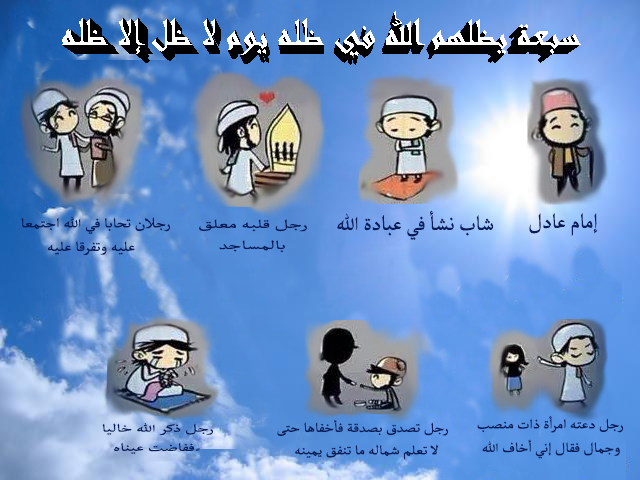 سبعة يظلهم الله في ظله يوم لا ظل إلا ظله
إمام عادل
شاب نشأ في عبادة الله
رجل قلبه معلق
بالمساجد
رجلان تحابا في الله اجتمعا
عليه وتفرقا عليه
رجل دعته امرأة ذات منصب
وجمال فقال إني أخاف الله
رجل تصدق بصدقة فأخفاها حتى
لا تعلم شماله ما تنفق يمينه
رجل ذكر الله خاليا
ففاضت عيناه